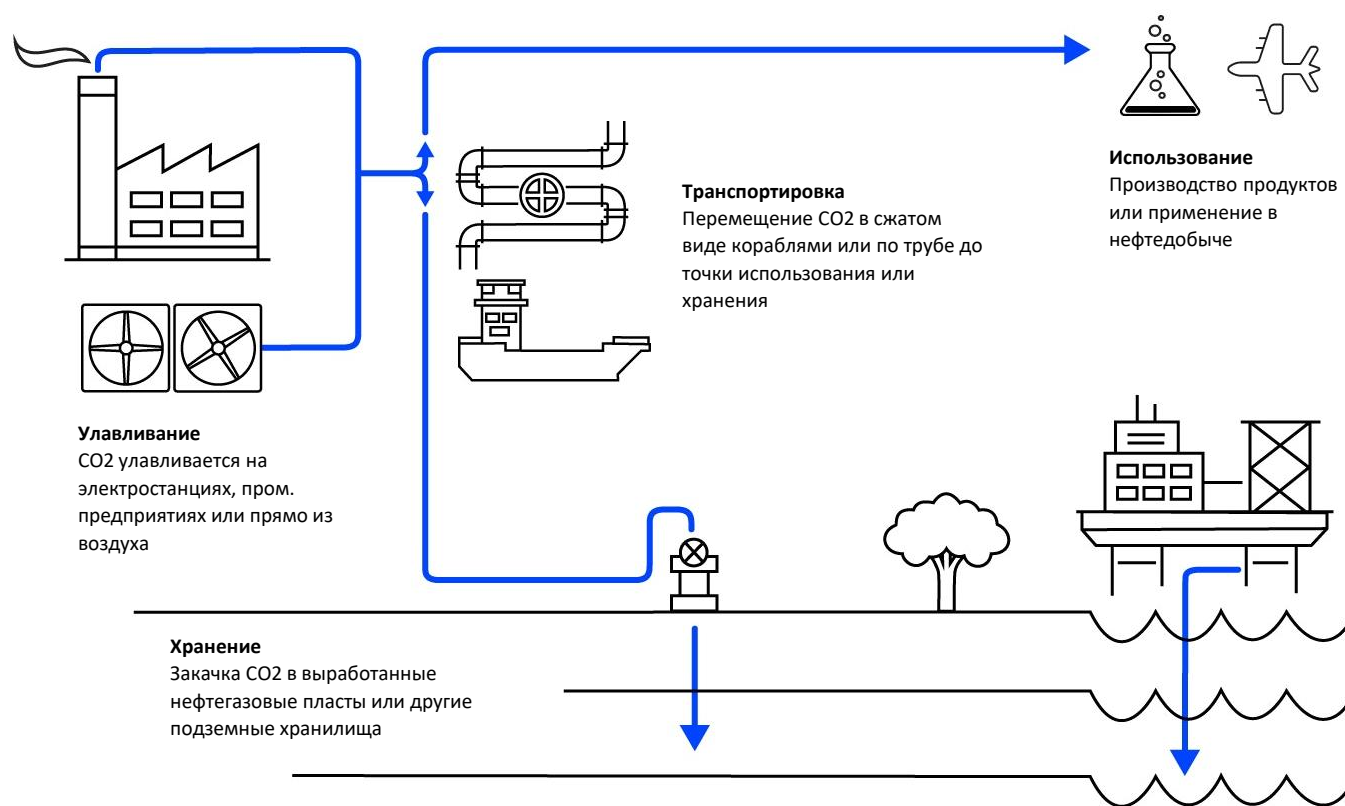 Использование
Производство продуктов
или применение в
нефтедобыче
Транспортировка
Перемещение CO2 в сжатом
виде кораблями или по трубе до
точки использования или
хранения
Улавливание
CO2 улавливается на
электростанциях, пром.
предприятиях или прямо из
воздуха
Хранение
Закачка CO2 в выработанные
нефтегазовые пласты или другие
подземные хранилища